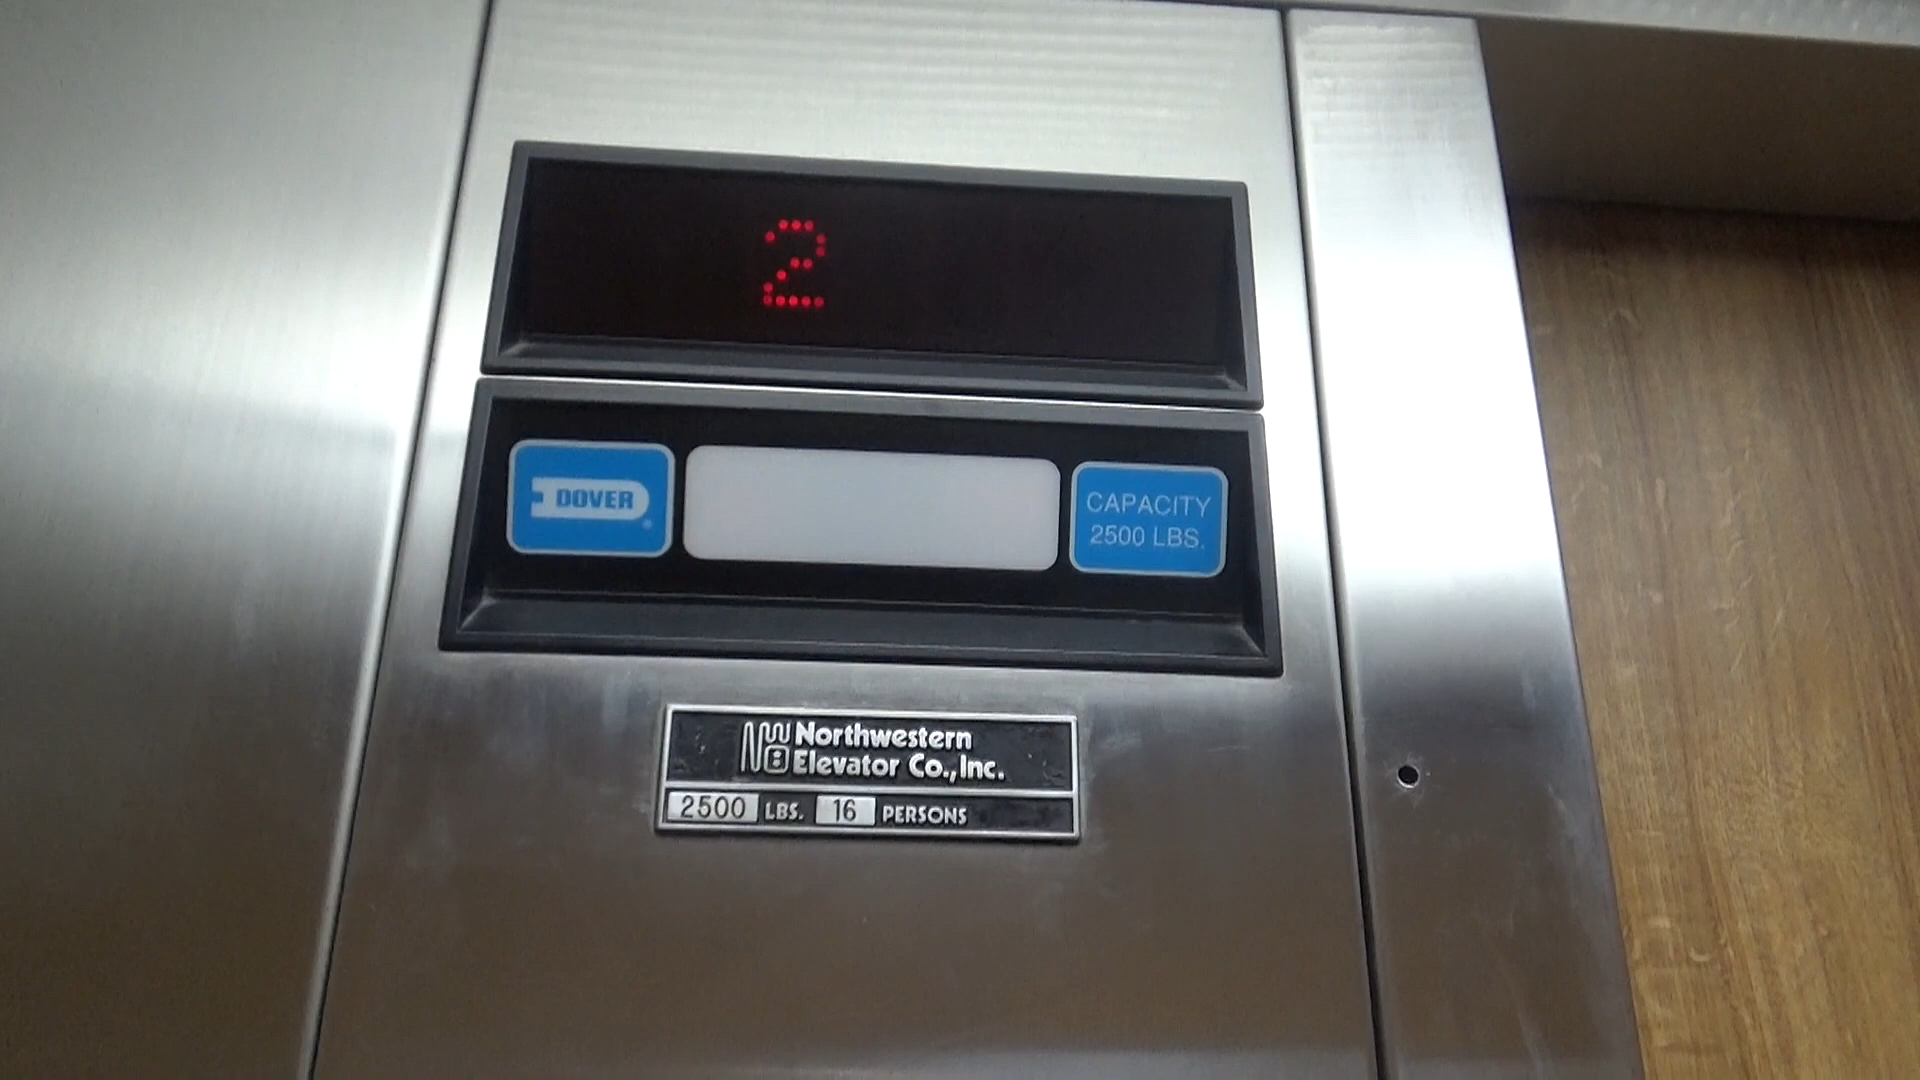 2
DOVER
CAPACITY
2500 LBS.
Northwestern
Elevator Co., Inc.
2500 LBS. 16 PERSONS